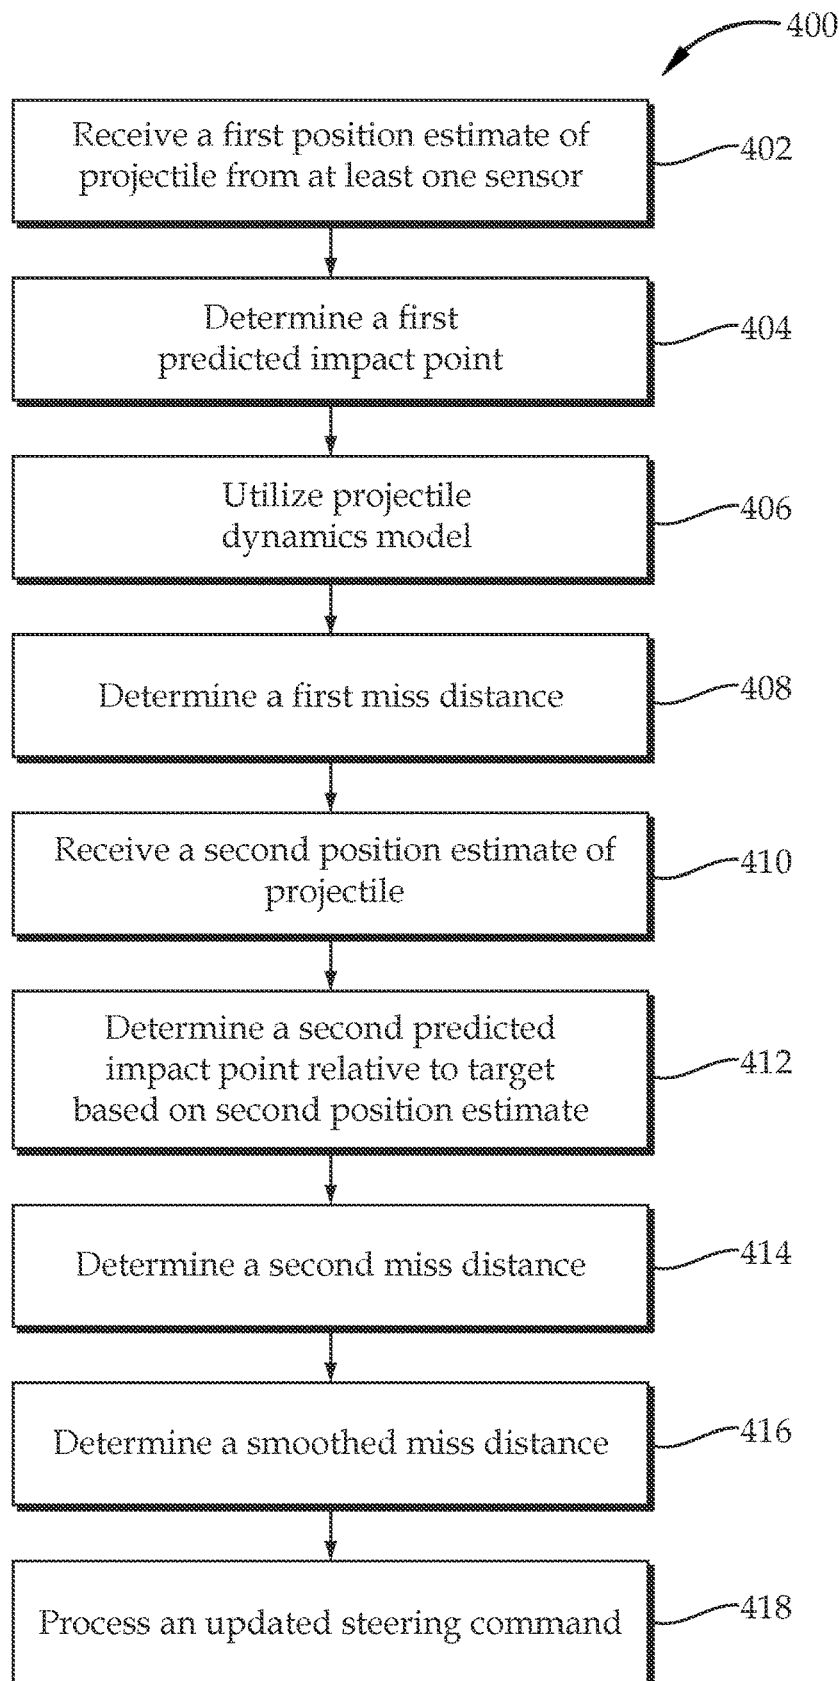 400
Receive a first position estimate of
projectile from at least one sensor
402
Determine a first
predicted impact point
404
Utilize projectile
dynamics model
406
Determine a first miss distance
408
Receive a second position estimate of
projectile
410
Determine a second predicted
impact point relative to target
based on second position estimate
412
Determine a second miss distance
414
Determine a smoothed miss distance
416
Process an updated steering command
418